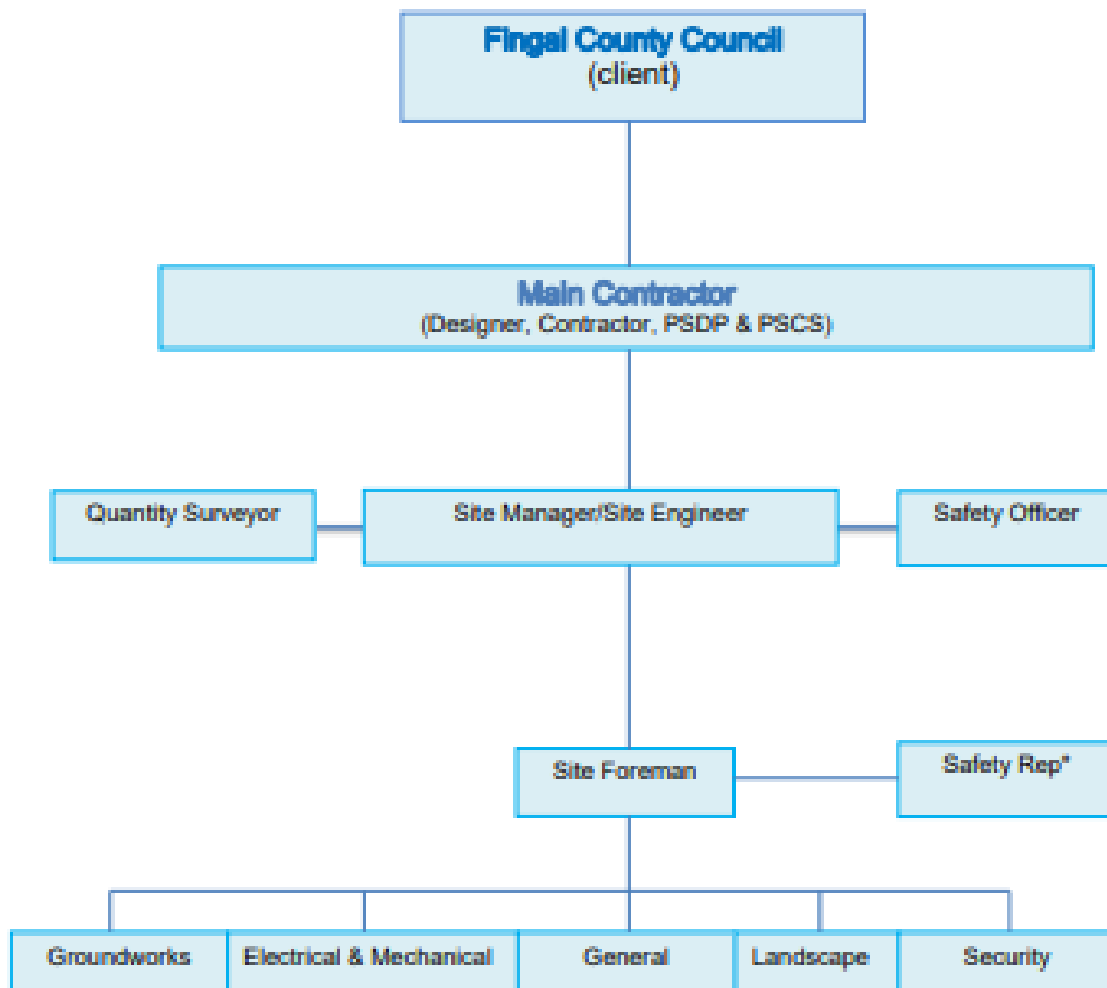 Fingal County Council
(client)
Main Contractor
(Designer, Contractor, PSDP & PSCS)
Quantity Surveyor
Site Manager/Site Engineer
Safety Officer
Site Foreman
Safety Rep*
Groundworks
Electrical & Mechanical
General
Landscape
Security